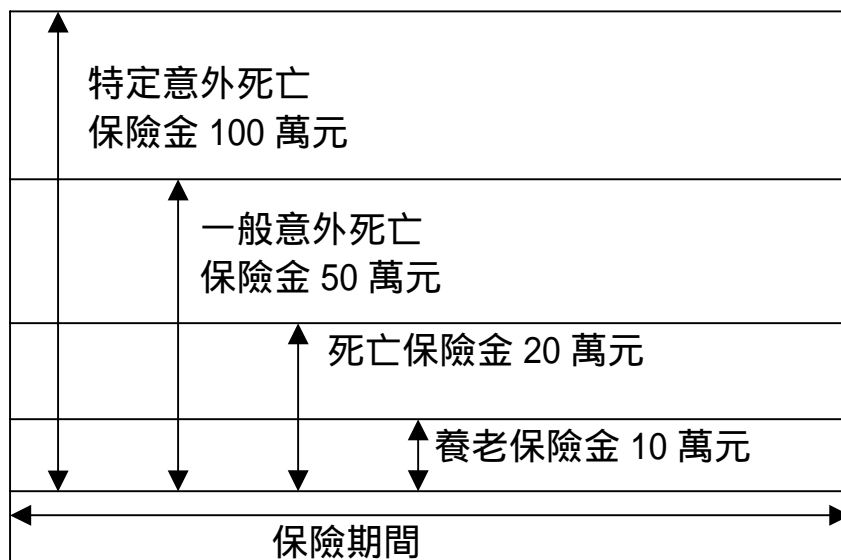 特定意外死亡
保險金 100 萬元
一般意外死亡
保險金 50 萬元
死亡保險金 20 萬元
養老保險金 10 萬元
保險期間